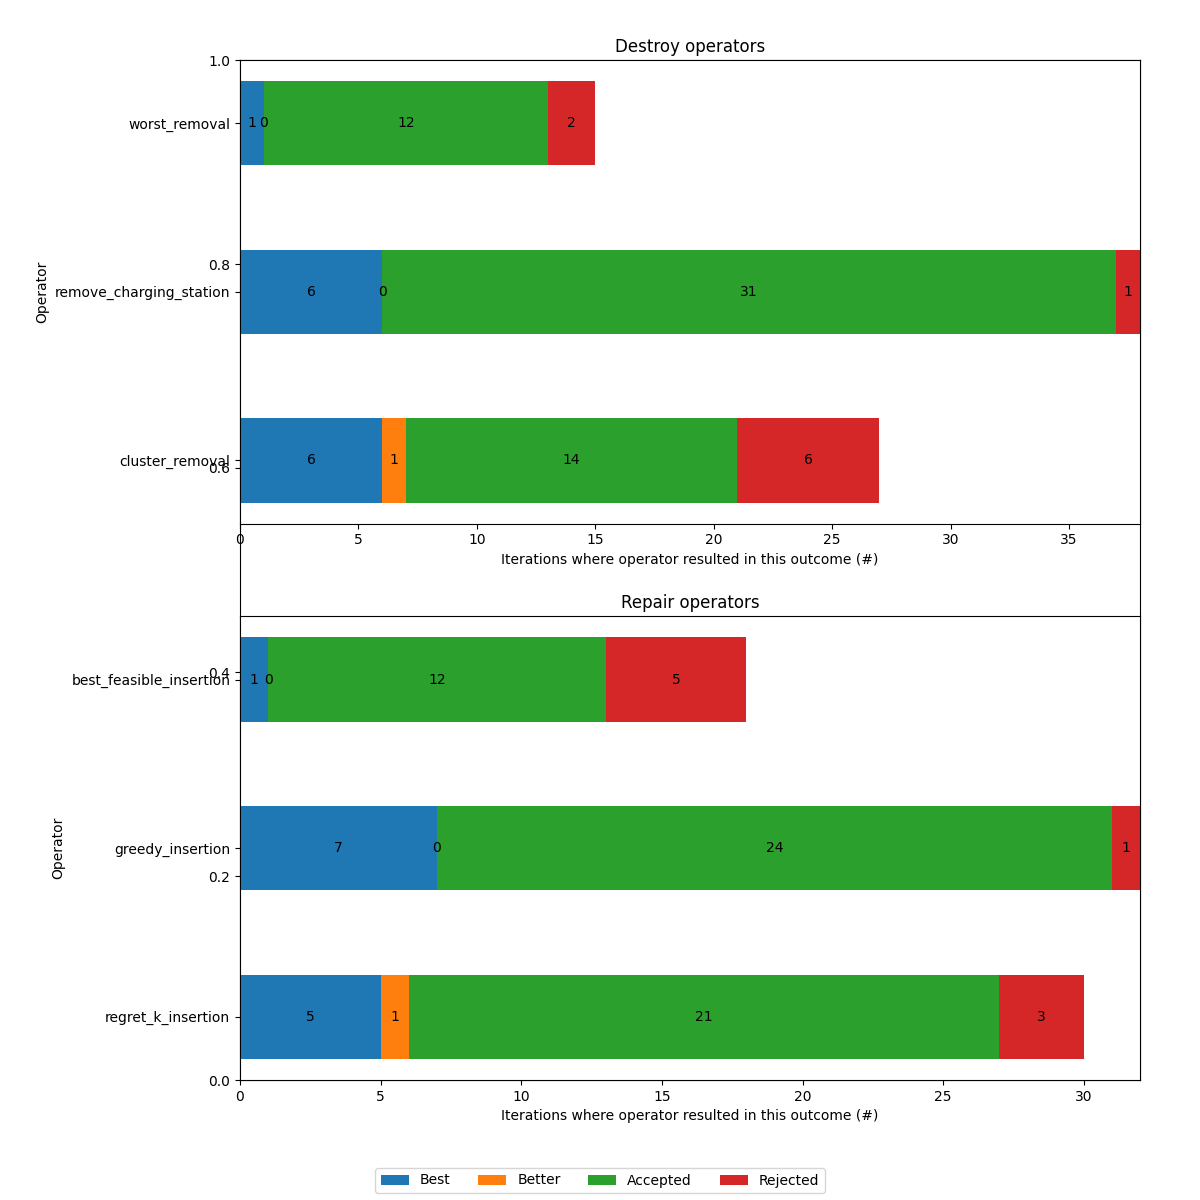 Destroy operators
1.0
worst_removal 1 0 12 2
0.8
remove_charging_station 6 0 31 1
Operator
cluster_removal 6 1 14 6
0.6
0 5 10 15 20 25 30 35
Iterations where operator resulted in this outcome (#)
Repair operators
0.4
best_feasible_insertion 1 0 12 5
greedy_insertion 7 0 24 1
Operator
0.2
regret_k_insertion 5 1 21 3
0.0
0 5 10 15 20 25 30
Iterations where operator resulted in this outcome (#)
Best Better Accepted Rejected